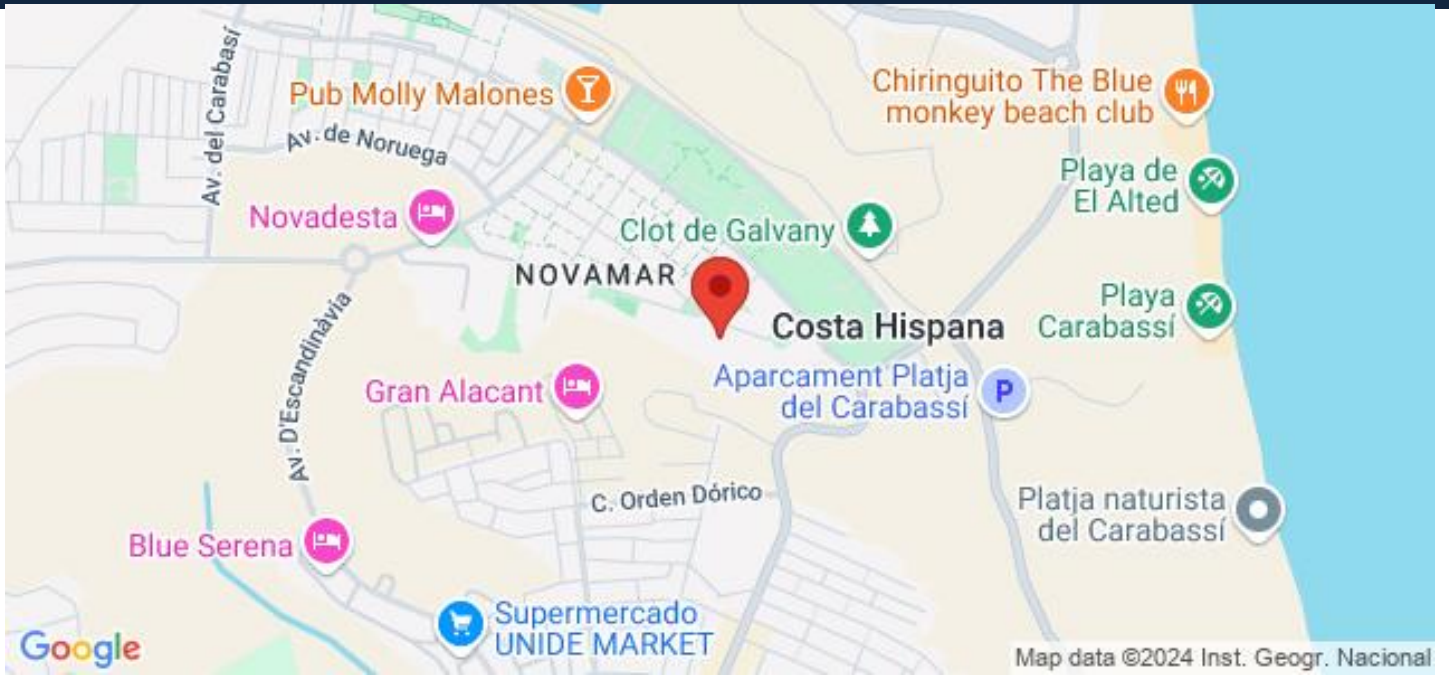 Av. del Carabasí
Pub Molly Malones
Av. de Noruega
Chiringuito The Blue
monkey beach club
Playa de
El Alted
Novadesta
Clot de Galvany
NOVAMAR
Playa
Carabassí
Costa Hispana
Av. D'Escandinàvia
Gran Alacant
Aparcament Platja
del Carabassí
P
C. Orden Dórico
Platja naturista
del Carabassí
Blue Serena
Supermercado
UNIDE MARKET
Google
Map data ©2024 Inst. Geogr. Nacional